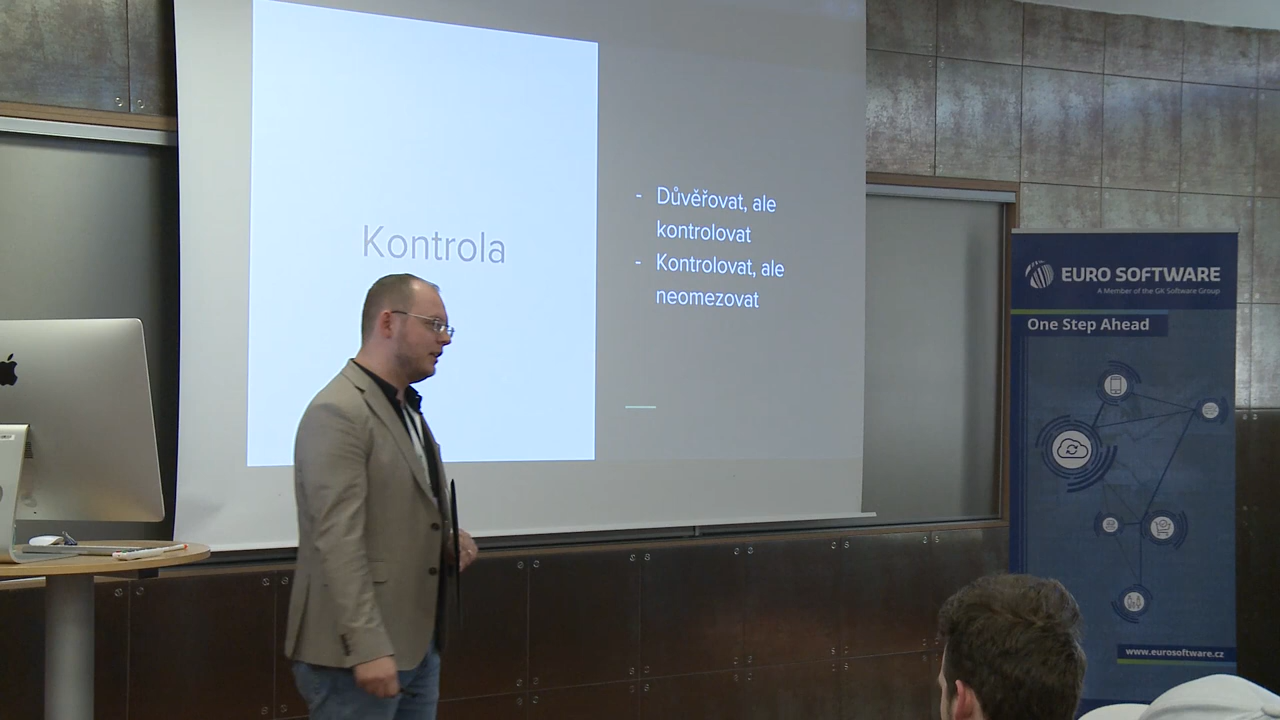 Kontrola
- Důvěřovat, ale
kontrolovat
- Kontrolovat, ale
neomezovat
EURO SOFTWARE
A Member of the GK Software Group
One Step Ahead
www.eurosoftware.cz